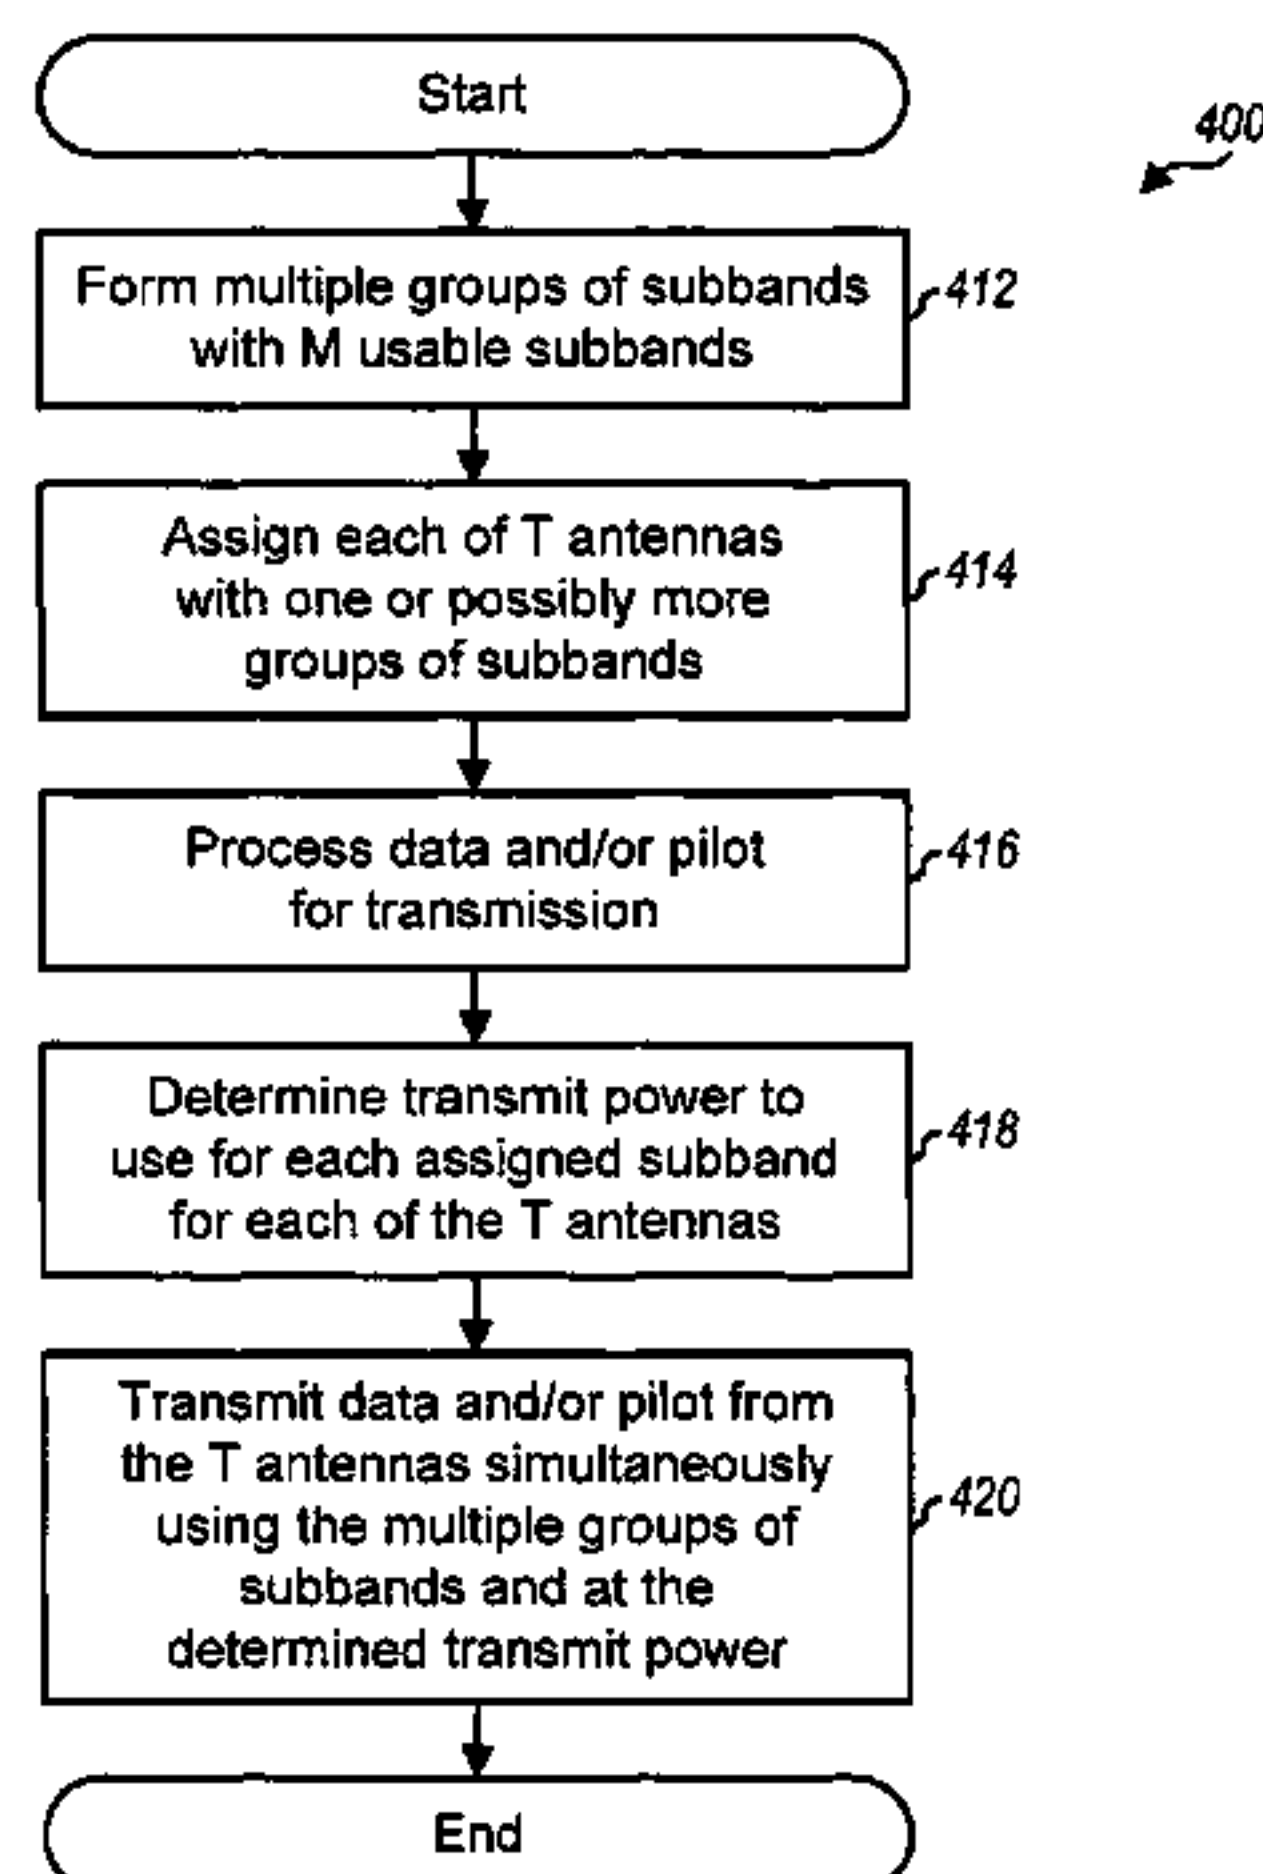 Start
400
Form multiple groups of subbands
with M usable subbands
412
Assign each of T antennas
with one or possibly more
groups of subbands
414
Process data and/or pilot
for transmission
416
Determine transmit power to
use for each assigned subband
for each of the T antennas
418
Transmit data and/or pilot from
the T antennas simultaneously
using the multiple groups of
subbands and at the
determined transmit power
420
End